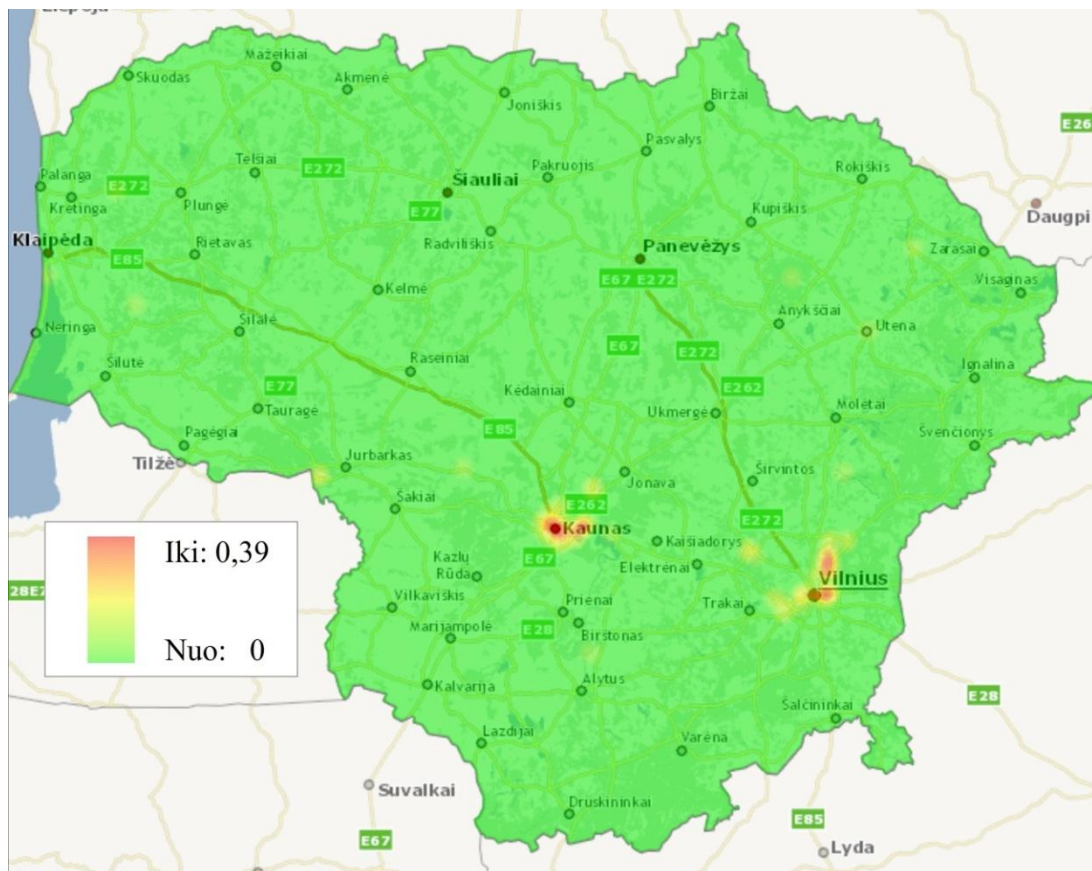 Liepoja
Mažeikiai
Skuodas
Akmenė
Joniškis
Biržai
E26
Pasvalys
Telšiai
E272
Pakruojis
Rokiškis
Palanga
E272
Kretinga
Plungė
Šiauliai
Daugpi
E77
Kupiškis
Klaipėda
Rietavas
Radviliškis
Panevėžys
Zarasai
E85
E67 E272
Visaginas
Kelmė
Anykščiai
Neringa
Šilalė
Utena
E67
E272
Šilutė
Raseiniai
Ignalina
E77
Kėdainiai
E262
Tauragė
Ukmergė
Molėtai
E85
Švenčionys
Pagėgiai
Tilžė
Jurbarkas
Jonava
Širvintos
Šakiai
E262
E272
Kaunas
Iki: 0,39
Kaišiadorys
Kazlų
Rūda
E67
Elektrėnai
Vilnius
28E7
Vilkaviškis
Prienai
Trakai
Nuo: 0
Marijampolė
E28
Birštonas
Kalvarija
Alytus
E28
Šalčininkai
Lazdijai
Varėna
Suvalkai
Druskininkai
E85
E67
Lyda